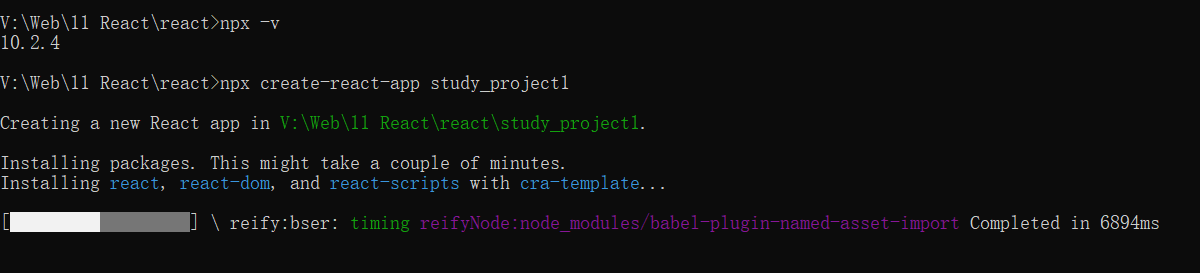 V:\Web\11 React\react>npx -v
10.2.4
V:\Web\11 React\react>npx create-react-app study_project1
Creating a new React app in V:\Web\11 React\react\study_project1.
Installing packages. This might take a couple of minutes.
Installing react, react-dom, and react-scripts with cra-template...
[                  ] \ reify:bser: timing reifyNode:node_modules/babel-plugin-named-asset-import Completed in 6894ms